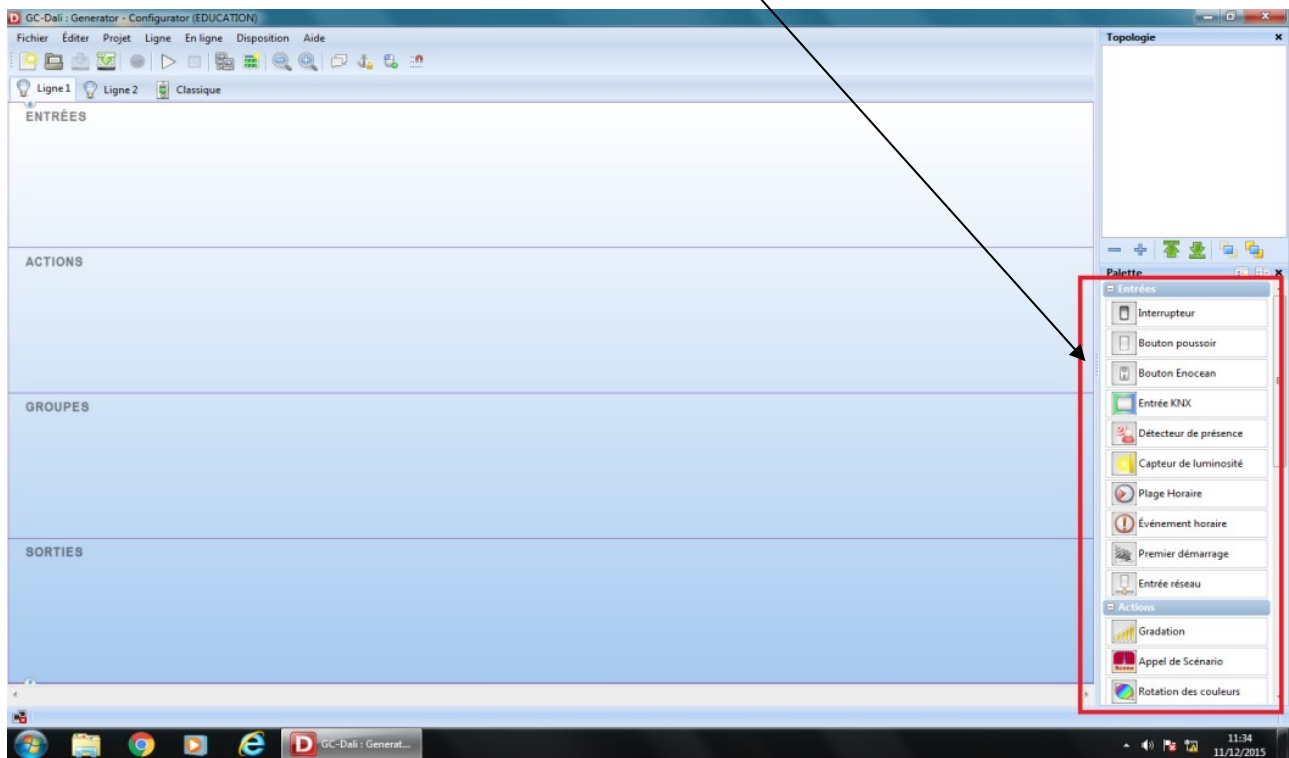 GC-Dali : Generator - Configurator (EDUCATION)
Fichier Éditer Projet Ligne En ligne Disposition Aide
Ligne 1 Ligne 2 Classique
ENTRÉES
ACTIONS
GROUPES
SORTIES
Topologie
Palette
Entrées
Interrupteur
Bouton poussoir
Bouton Enocean
Entrée KNX
Détecteur de présence
Capteur de luminosité
Plage Horaire
Événement horaire
Premier démarrage
Entrée réseau
Actions
Gradation
Appel de Scénario
Rotation des couleurs
GC-Dali : Generat...
11:34
11/12/2015